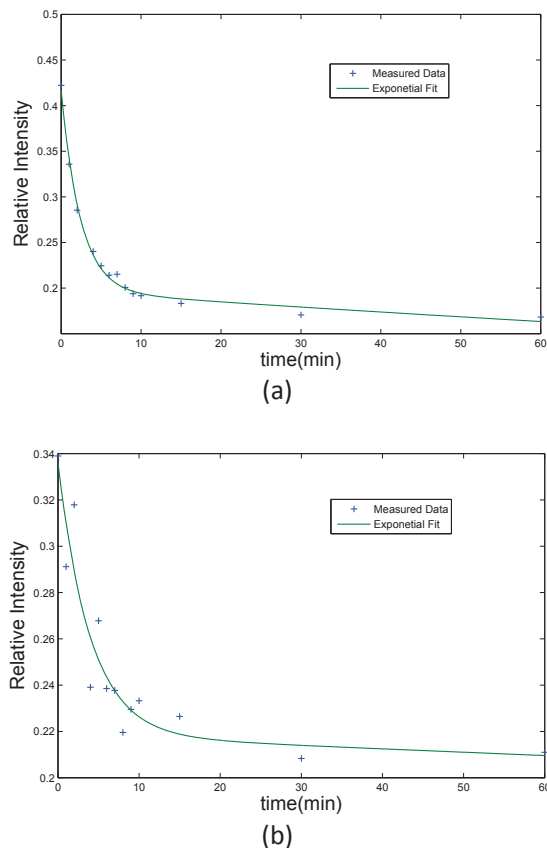 0.5
0.45
0.4
0.35
0.3
0.25
0.2
Relative Intensity
Measured Data
Exponetial Fit
0 10 20 30 40 50 60
time(min)
(a)
0.34
0.32
0.3
0.28
0.26
0.24
0.22
0.2
Relative Intensity
Measured Data
Exponetial Fit
0 10 20 30 40 50 60
time(min)
(b)